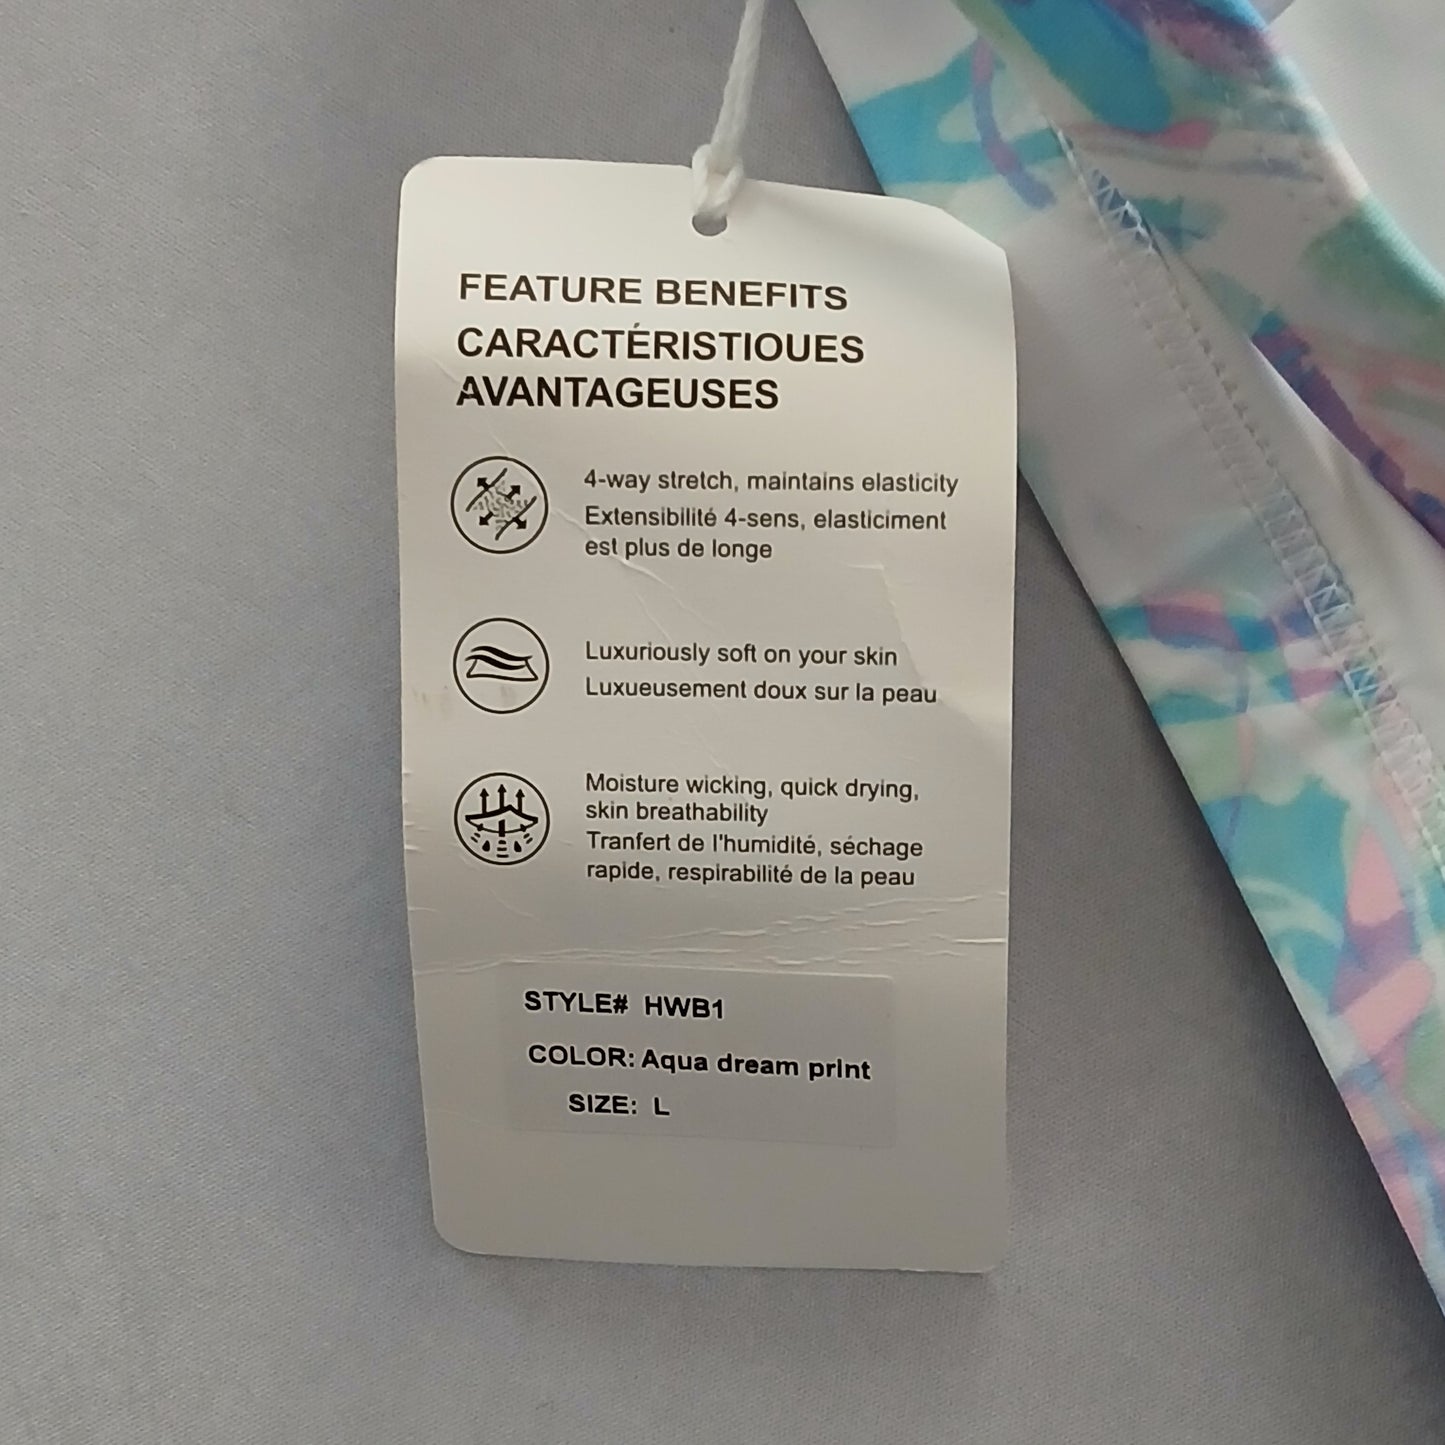 FEATURE BENEFITS
CARACTÉRISTIOUES
AVANTAGEUSES
4-way stretch, maintains elasticity
Extensibilité 4-sens, elasticiment
est plus de longe
Luxuriously soft on your skin
Luxueusement doux sur la peau
Moisture wicking, quick drying,
skin breathability
Tranfert de l'humidité, séchage
rapide, respirabilité de la peau
STYLE# HWB1
COLOR: Aqua dream print
SIZE: L